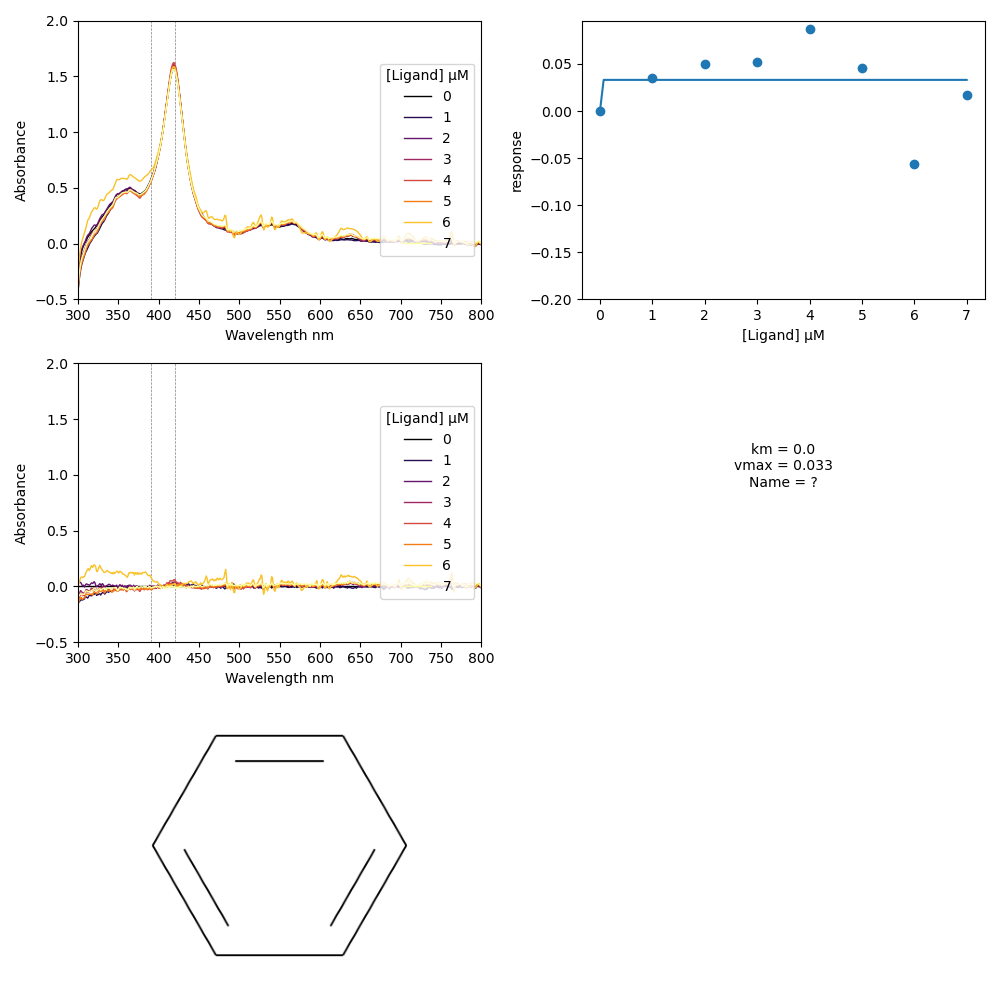 2.0
1.5
1.0
0.5
0.0
−0.5
Absorbance
300 350 400 450 500 550 600 650 700 750 800
Wavelength nm
[Ligand] µM
0
1
2
3
4
5
6
7
0.05
0.00
−0.05
−0.10
−0.15
−0.20
response
0 1 2 3 4 5 6 7
[Ligand] µM
2.0
1.5
1.0
0.5
0.0
−0.5
Absorbance
300 350 400 450 500 550 600 650 700 750 800
Wavelength nm
[Ligand] µM
0
1
2
3
4
5
6
7
km = 0.0
vmax = 0.033
Name = ?